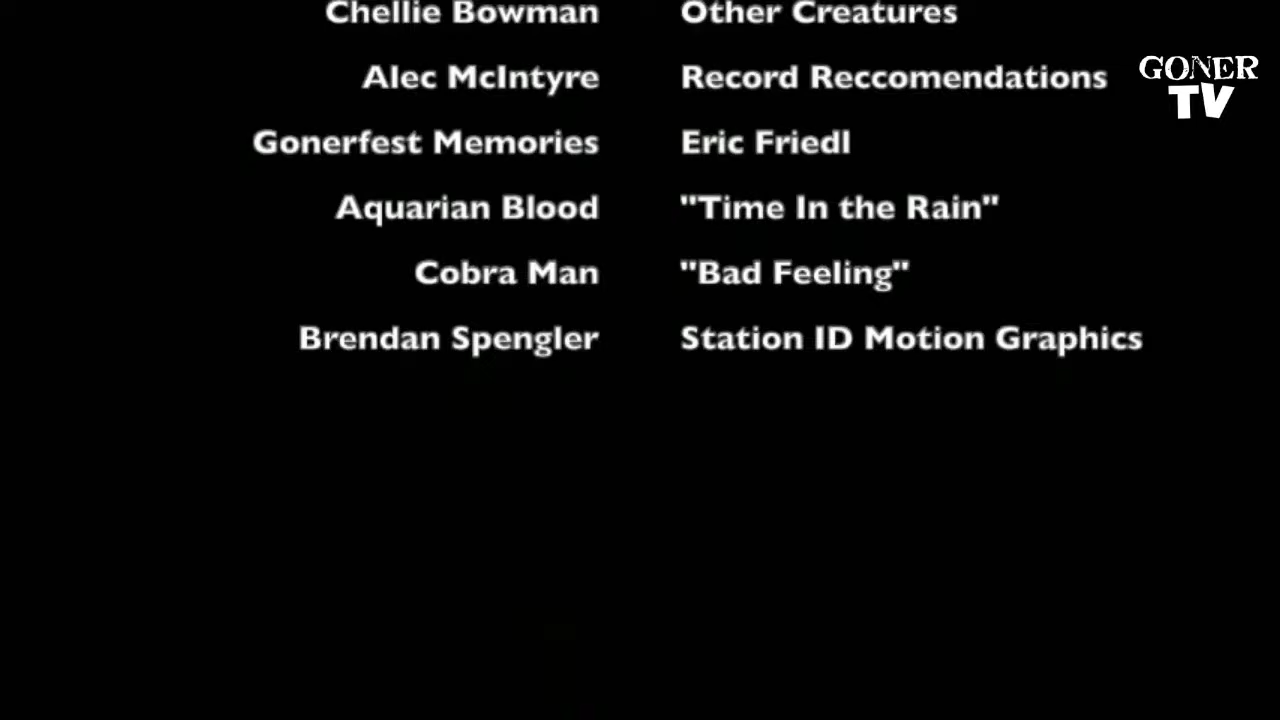 Chellie Bowman Other Creatures
Alec McIntyre Record Reccomendations
Gonerfest Memories Eric Friedl
Aquarian Blood "Time In the Rain"
Cobra Man "Bad Feeling"
Brendan Spengler Station ID Motion Graphics
GONER
TV